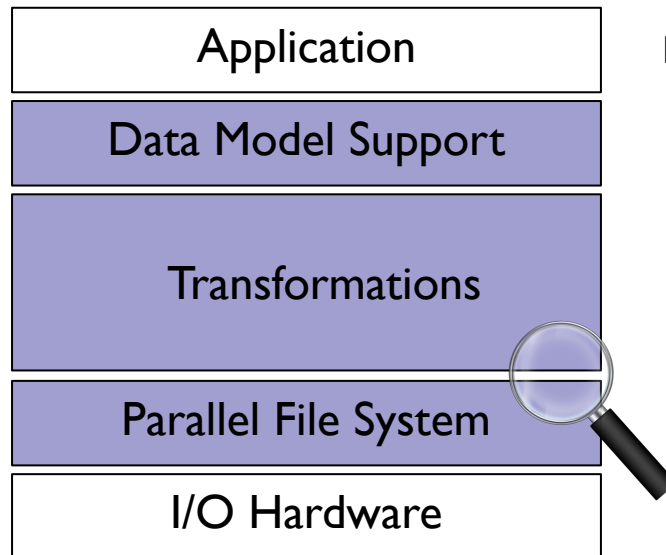 Application
Data Model Support
Transformations
Parallel File System
I/O Hardware